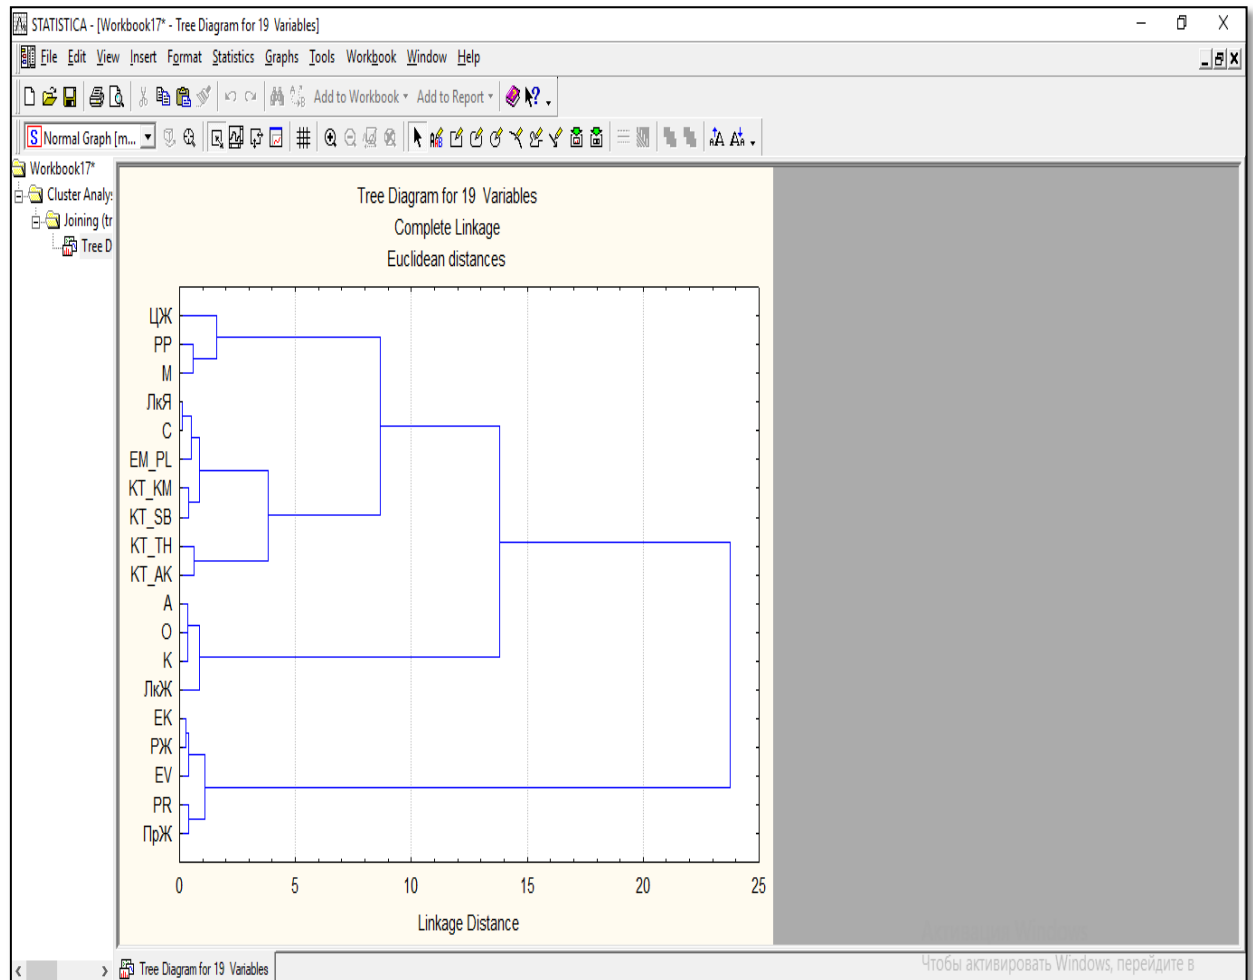 STATISTICA - [Workbook17* - Tree Diagram for 19 Variables]
File Edit View Insert Format Statistics Graphs Tools Workbook Window Help
Add to Workbook Add to Report
Normal Graph [m...
Workbook17*
Cluster Analy:
Joining (tr
Tree D
Tree Diagram for 19 Variables
Complete Linkage
Euclidean distances
ЦЖ
PP
М
ЛкЯ
С
EM_PL
KT_KM
KT_SB
KT_TH
KT_AK
А
О
К
ЛкЖ
EK
РЖ
EV
PR
ПрЖ
0 5 10 15 20 25
Linkage Distance
Активация Windows
Чтобы активировать Windows, перейдите в
Tree Diagram for 19 Variables